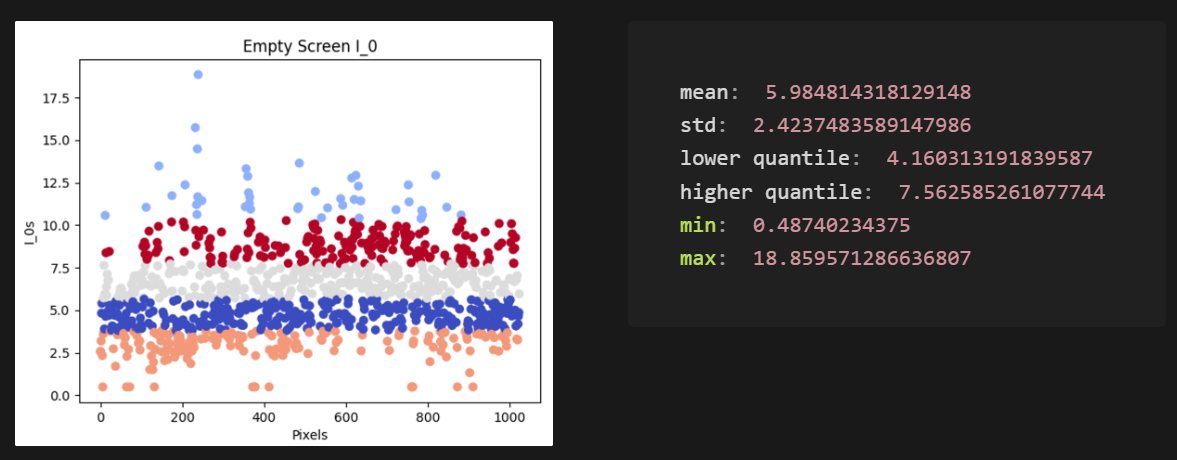 Empty Screen I_0
17.5
15.0
12.5
10.0
7.5
5.0
2.5
0.0
I_0s
0
200
400
600
800
1000
Pixels
mean: 5.984814318129148
std: 2.4237483589147986
lower quantile: 4.160313191839587
higher quantile: 7.562585261077744
min: 0.48740234375
max: 18.859571286636807